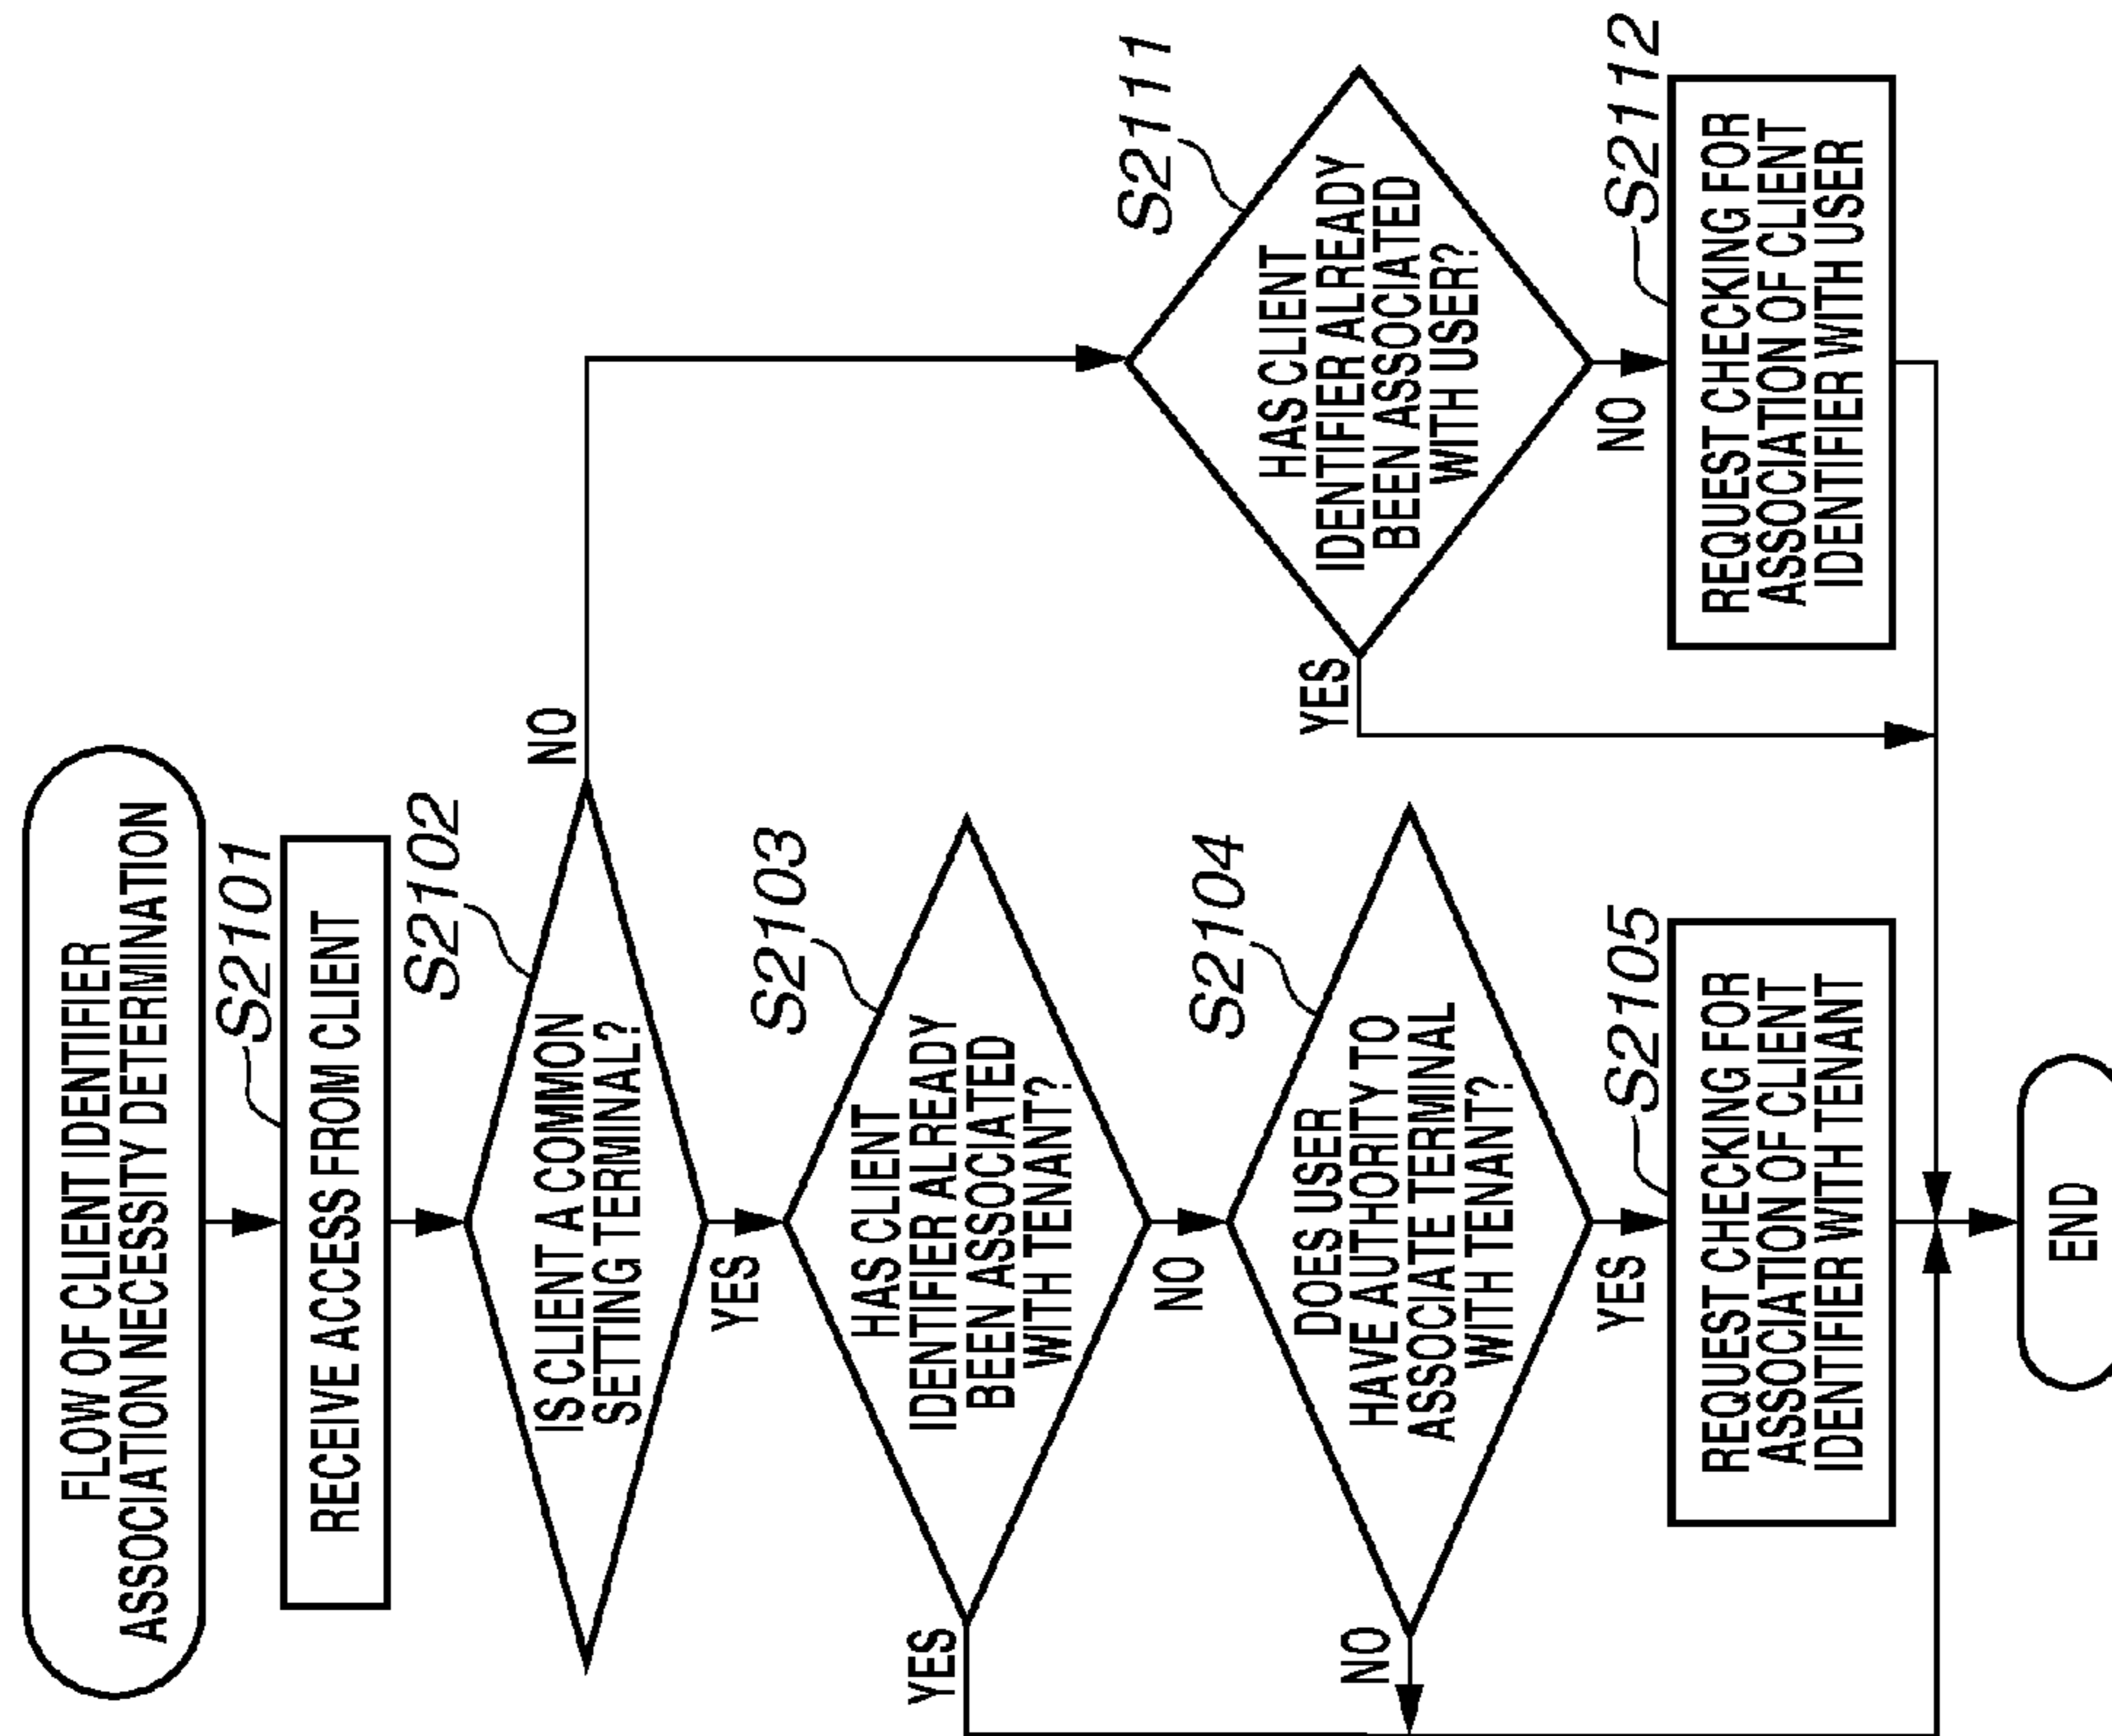 FLOW OF CLIENT IDENTIFIER
ASSOCIATION NECESSITY DETERMINATION
S2101
RECEIVE ACCESS FROM CLIENT
S2102
IS CLIENT A COMMON
SETTING TERMINAL?
NO
YES
S2103
HAS CLIENT
IDENTIFIER ALREADY
BEEN ASSOCIATED
WITH TENANT?
YES
NO
S2104
DOES USER
HAVE AUTHORITY TO
ASSOCIATE TERMINAL
WITH TENANT?
NO
YES
S2105
REQUEST CHECKING FOR
ASSOCIATION OF CLIENT
IDENTIFIER WITH TENANT
S2111
HAS CLIENT
IDENTIFIER ALREADY
BEEN ASSOCIATED
WITH USER?
YES
NO
S2112
REQUEST CHECKING FOR
ASSOCIATION OF CLIENT
IDENTIFIER WITH USER
END